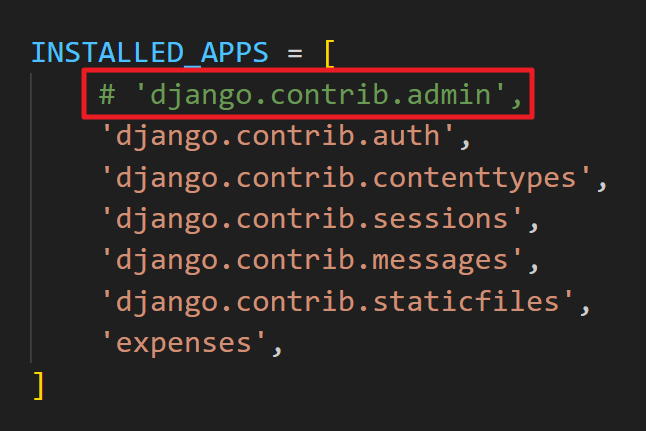 INSTALLED_APPS = [
# 'django.contrib.admin',
'django.contrib.auth',
'django.contrib.contenttypes',
'django.contrib.sessions',
'django.contrib.messages',
'django.contrib.staticfiles',
'expenses',
]